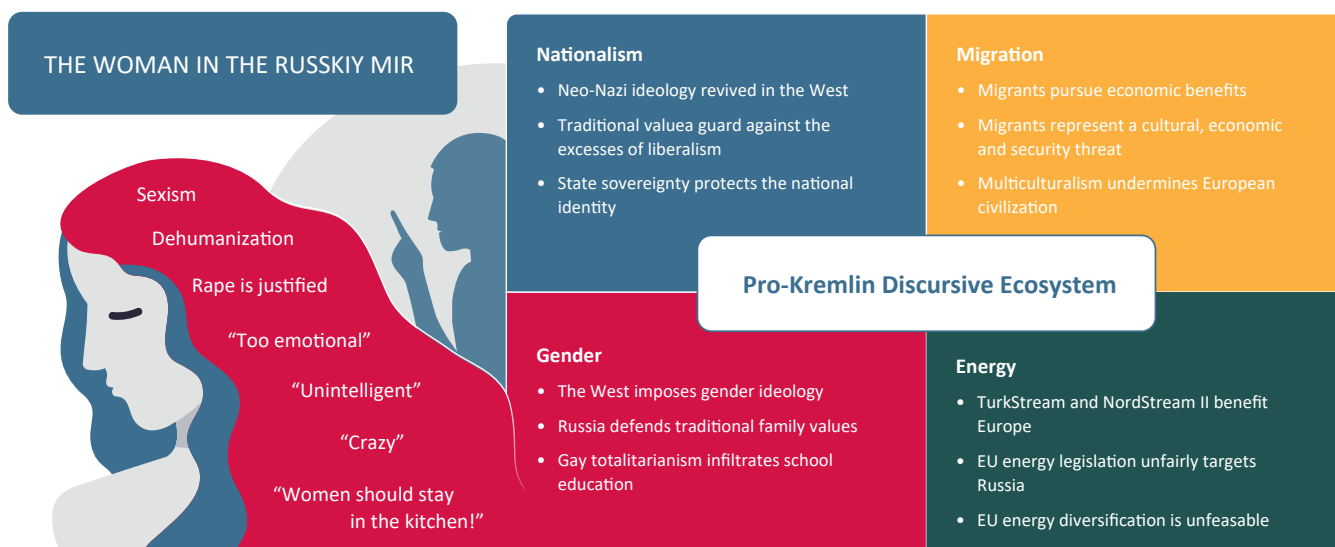 THE WOMAN IN THE RUSSKIY MIR
Sexism
Dehumanization
Rape is justified
“Too emotional”
“Unintelligent”
“Crazy”
“Women should stay
in the kitchen!”
Nationalism
• Neo-Nazi ideology revived in the West
• Traditional valuea guard against the
excesses of liberalism
• State sovereignty protects the national
identity
Migration
• Migrants pursue economic benefits
• Migrants represent a cultural, economic
and security threat
• Multiculturalism undermines European
civilization
Pro-Kremlin Discursive Ecosystem
Gender
• The West imposes gender ideology
• Russia defends traditional family values
• Gay totalitarianism infiltrates school
education
Energy
• TurkStream and NordStream II benefit
Europe
• EU energy legislation unfairly targets
Russia
• EU energy diversification is unfeasable